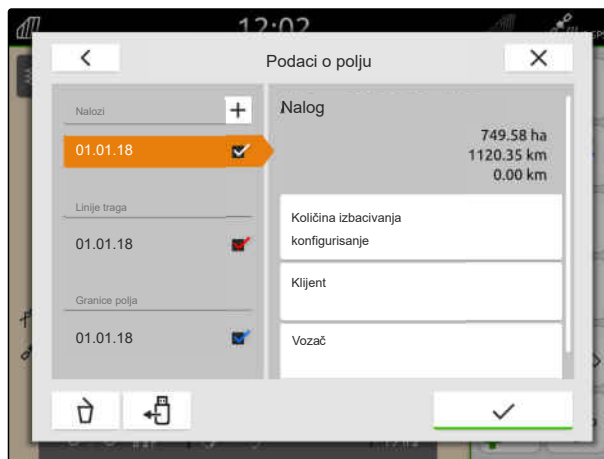 12:02
Podaci o polju
Nalozi
01.01.18
Linije traga
01.01.18
Granice polja
01.01.18
Nalog
749.58 ha
1120.35 km
0.00 km
Količina izbacivanja
konfigurisanje
Klijent
Vozač